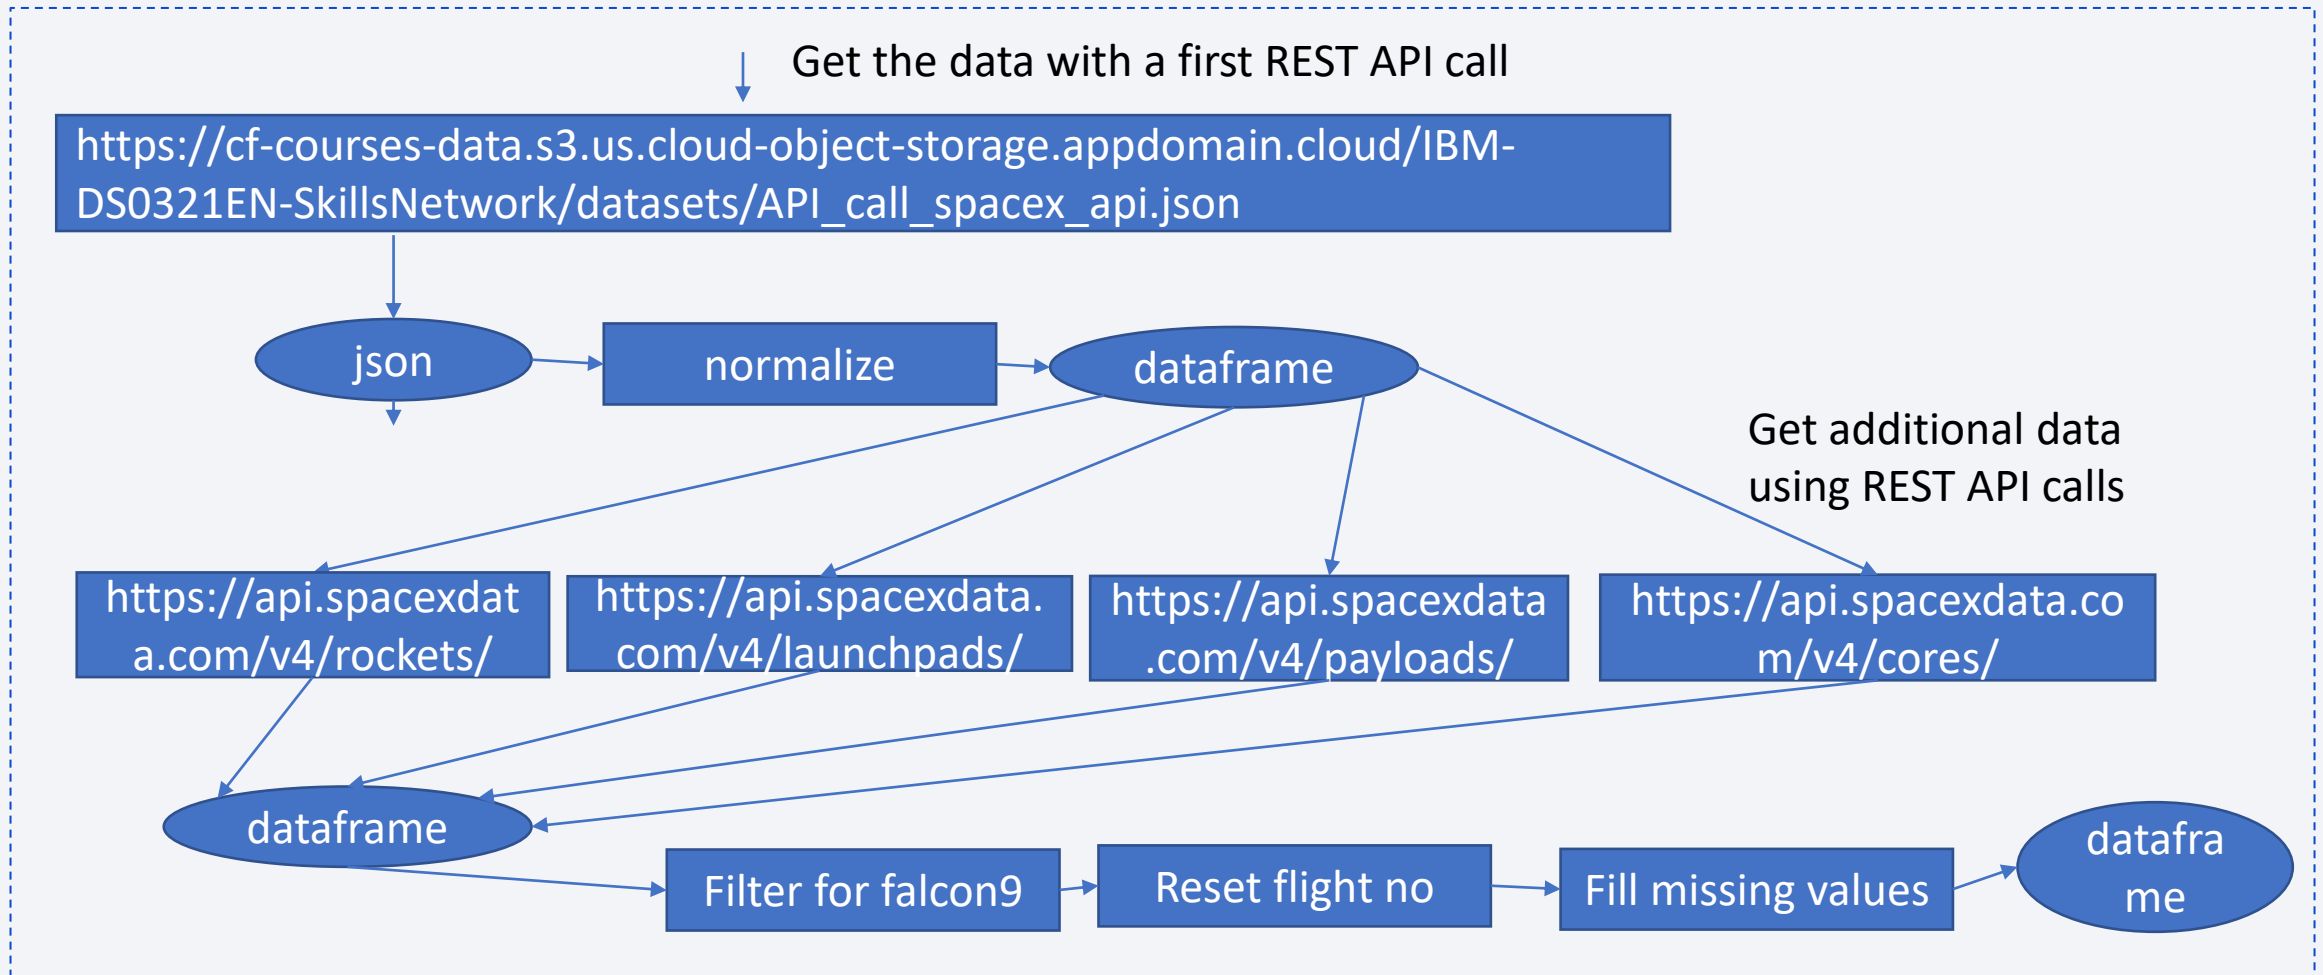 Get the data with a first REST API call
https://cf-courses-data.s3.us.cloud-object-storage.appdomain.cloud/IBM-
DS0321EN-SkillsNetwork/datasets/API_call_spacex_api.json
json
normalize
dataframe
Get additional data
using REST API calls
https://api.spacexdat
a.com/v4/rockets/
https://api.spacexdata.
com/v4/launchpads/
https://api.spacexdata
.com/v4/payloads/
https://api.spacexdata.co
m/v4/cores/
dataframe
Filter for falcon9
Reset flight no
Fill missing values
datafra
me